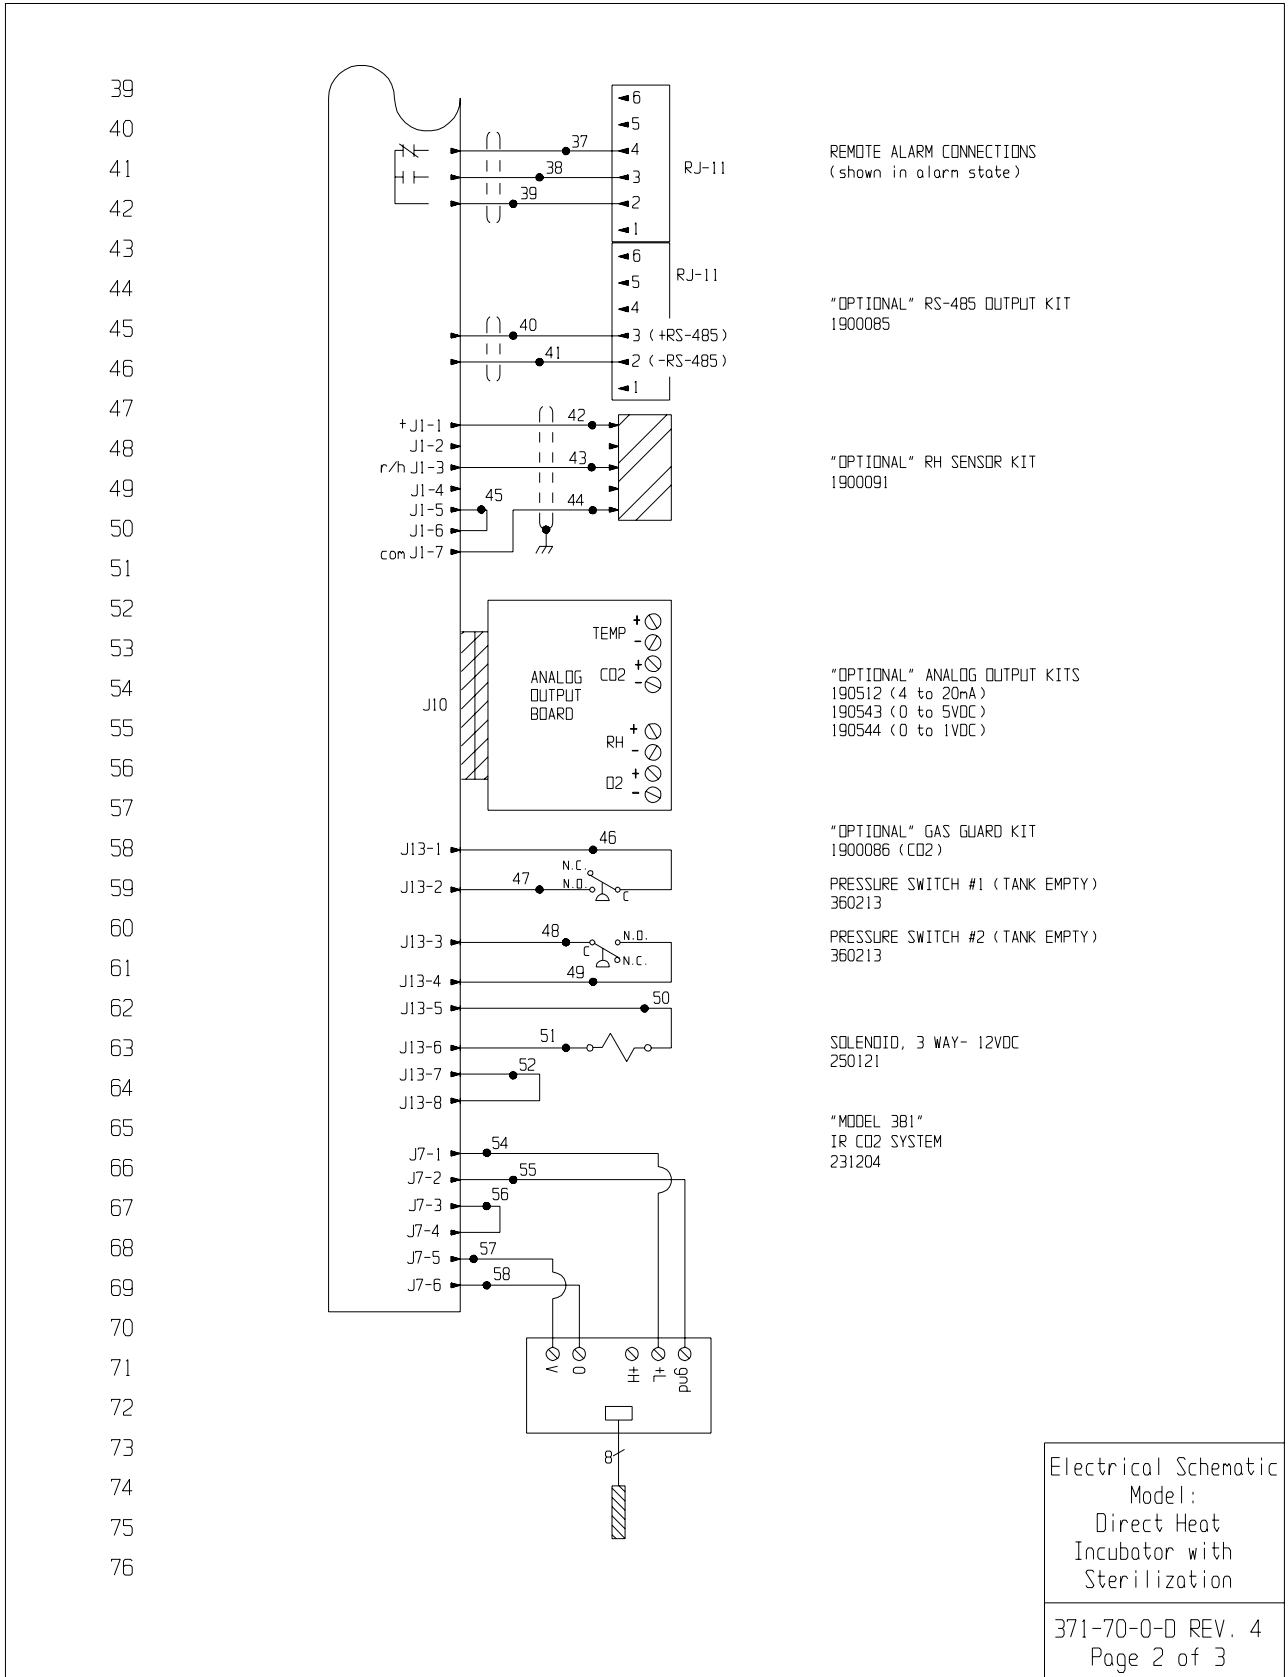 39
40
41
42
43
44
45
46
47
48
49
50
51
52
53
54
55
56
57
58
59
60
61
62
63
64
65
66
67
68
69
70
71
72
73
74
75
76
6
5
37
4
38
3
39
2
1
RJ-11
6
5
4
40
3 (+RS-485)
41
2 (-RS-485)
1
RJ-11
+ J1-1
J1-2
r/h J1-3
J1-4
J1-5
J1-6
com J1-7
42
43
44
45
J10
ANALOG
OUTPUT
BOARD
TEMP + -
CO2 + -
RH + -
O2 + -
J13-1
J13-2
J13-3
J13-4
J13-5
J13-6
J13-7
J13-8
46
N.C.
47
N.O.
C
48
N.O.
C
N.C.
49
50
51
52
J7-1
J7-2
J7-3
J7-4
J7-5
J7-6
54
55
56
57
58
V
0
+H
+L
gnd
8
REMOTE ALARM CONNECTIONS
(shown in alarm state)
"OPTIONAL" RS-485 OUTPUT KIT
1900085
"OPTIONAL" RH SENSOR KIT
1900091
"OPTIONAL" ANALOG OUTPUT KITS
190512 (4 to 20mA)
190543 (0 to 5VDC)
190544 (0 to 1VDC)
"OPTIONAL" GAS GUARD KIT
1900086 (CO2)
PRESSURE SWITCH #1 (TANK EMPTY)
360213
PRESSURE SWITCH #2 (TANK EMPTY)
360213
SOLENOID, 3 WAY- 12VDC
250121
"MODEL 381"
IR CO2 SYSTEM
231204
Electrical Schematic
Model:
Direct Heat
Incubator with
Sterilization
371-70-0-D REV. 4
Page 2 of 3